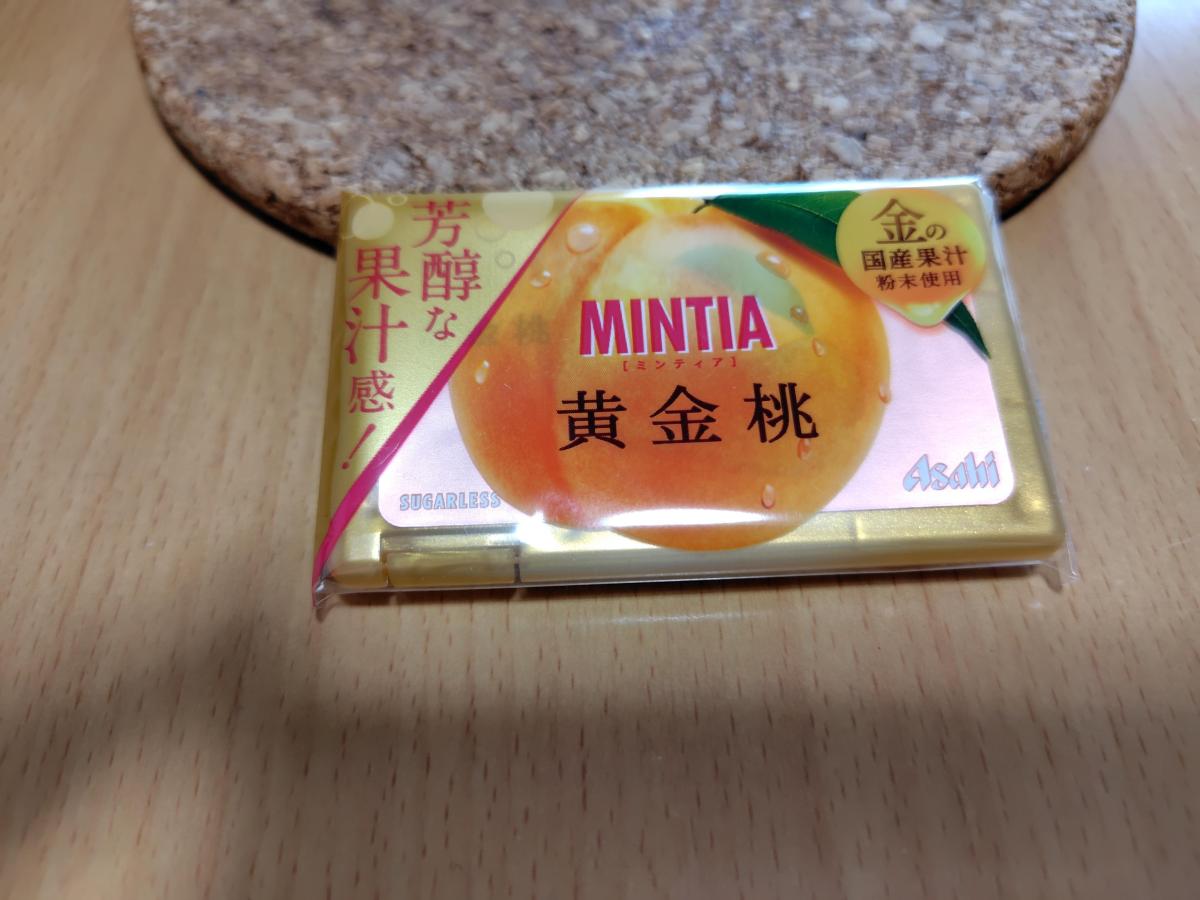 芳醇な
果汁感!
金の
国産果汁
粉末使用
MINTIA
[ミンティア]
黄金桃
SUGARLESS
Asahi